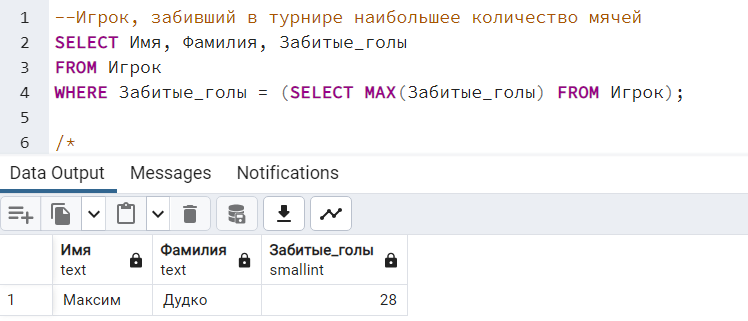 1 --Игрок, забивший в турнире наибольшее количество мячей
2 SELECT Имя, Фамилия, Забитые_голы
3 FROM Игрок
4 WHERE Забитые_голы = (SELECT MAX(Забитые_голы) FROM Игрок);
5
6 /*
Data Output Messages Notifications
Имя Фамилия Забитые_голы
text text smallint
1 Максим Дудко 28